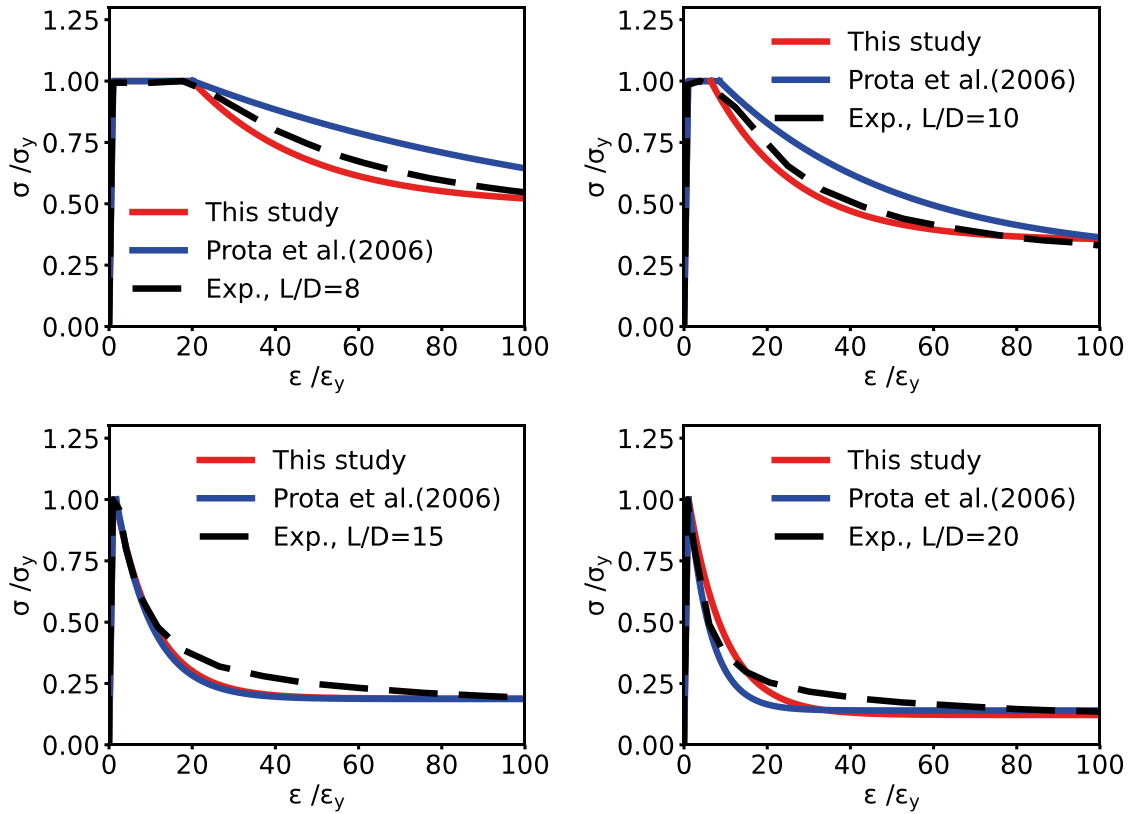 1.25
1.00
0.75
0.50
0.25
0.00
σ /σy
This study
Prota et al.(2006)
Exp., L/D=8
0 20 40 60 80 100
ε /εy
1.25
1.00
0.75
0.50
0.25
0.00
σ /σy
This study
Prota et al.(2006)
Exp., L/D=10
0 20 40 60 80 100
ε /εy
1.25
1.00
0.75
0.50
0.25
0.00
σ /σy
This study
Prota et al.(2006)
Exp., L/D=15
0 20 40 60 80 100
ε /εy
1.25
1.00
0.75
0.50
0.25
0.00
σ /σy
This study
Prota et al.(2006)
Exp., L/D=20
0 20 40 60 80 100
ε /εy